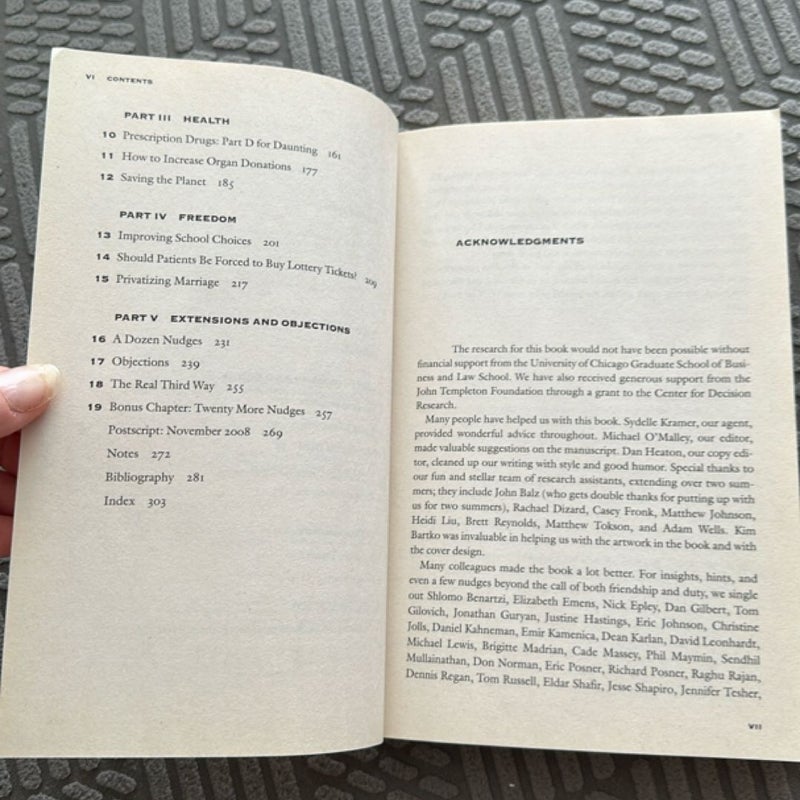 VI CONTENTS
PART III HEALTH
10 Prescription Drugs: Part D for Daunting 161
11 How to Increase Organ Donations 177
12 Saving the Planet 185
PART IV FREEDOM
13 Improving School Choices 201
14 Should Patients Be Forced to Buy Lottery Tickets? 209
15 Privatizing Marriage 217
PART V EXTENSIONS AND OBJECTIONS
16 A Dozen Nudges 231
17 Objections 239
18 The Real Third Way 255
19 Bonus Chapter: Twenty More Nudges 257
Postscript: November 2008 269
Notes 272
Bibliography 281
Index 303
ACKNOWLEDGMENTS
The research for this book would not have been possible without
financial support from the University of Chicago Graduate School of Busi-
ness and Law School. We have also received generous support from the
John Templeton Foundation through a grant to the Center for Decision
Research.
Many people have helped us with this book. Sydelle Kramer, our agent,
provided wonderful advice throughout. Michael O'Malley, our editor,
made valuable suggestions on the manuscript. Dan Heaton, our copy edi-
tor, cleaned up our writing with style and good humor. Special thanks to
our fun and stellar team of research assistants, extending over two sum-
mers; they include John Balz (who gets double thanks for putting up with
us for two summers), Rachael Dizard, Casey Fronk, Matthew Johnson,
Heidi Liu, Brett Reynolds, Matthew Tokson, and Adam Wells. Kim
Bartko was invaluable in helping us with the artwork in the book and with
the cover design.
Many colleagues made the book a lot better. For insights, hints, and
even a few nudges beyond the call of both friendship and duty, we single
out Shlomo Benartzi, Elizabeth Emens, Nick Epley, Dan Gilbert, Tom
Gilovich, Jonathan Guryan, Justine Hastings, Eric Johnson, Christine
Jolls, Daniel Kahneman, Emir Kamenica, Dean Karlan, David Leonhardt,
Michael Lewis, Brigitte Madrian, Cade Massey, Phil Maymin, Sendhil
Mullainathan, Don Norman, Eric Posner, Richard Posner, Raghu Rajan,
Dennis Regan, Tom Russell, Eldar Shafir, Jesse Shapiro, Jennifer Tesher,
VII